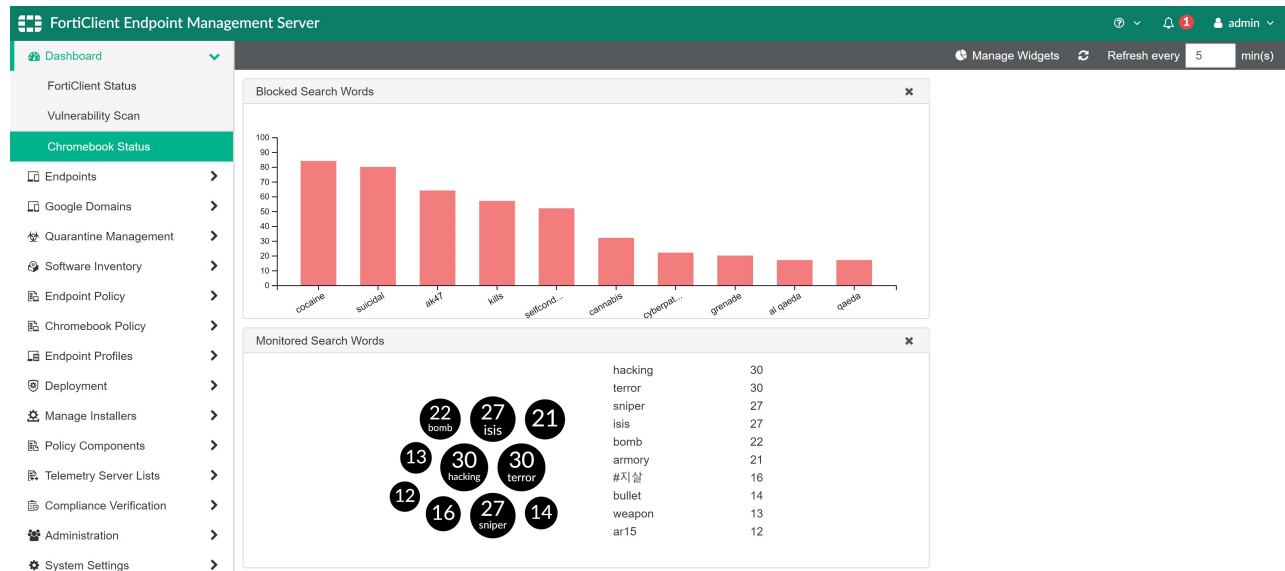 FortiClient Endpoint Management Server
1
admin
Dashboard
Manage Widgets
Refresh every 5 min(s)
FortiClient Status
Vulnerability Scan
Chromebook Status
Endpoints
Google Domains
Quarantine Management
Software Inventory
Endpoint Policy
Chromebook Policy
Endpoint Profiles
Deployment
Manage Installers
Policy Components
Telemetry Server Lists
Compliance Verification
Administration
System Settings
Blocked Search Words
100
90
80
70
60
50
40
30
20
10
0
cocaine
suicidal
ak47
kills
selfcond...
cannabis
cyberpat...
grenade
al qaeda
qaeda
Monitored Search Words
22
bomb
27
isis
21
13
30
hacking
30
terror
12
16
27
sniper
14
hacking 30
terror 30
sniper 27
isis 27
bomb 22
armory 21
#지살 16
bullet 14
weapon 13
ar15 12